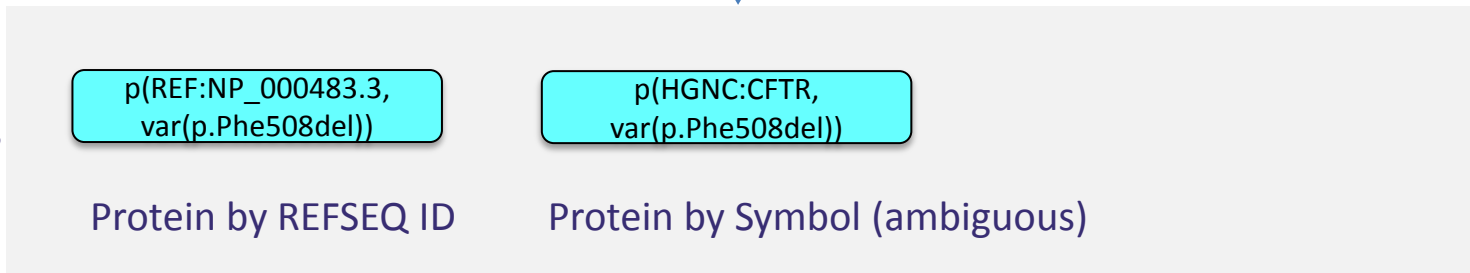 p(REF:NP_000483.3,
var(p.Phe508del))
p(HGNC:CFTR,
var(p.Phe508del))
Protein by REFSEQ ID
Protein by Symbol (ambiguous)